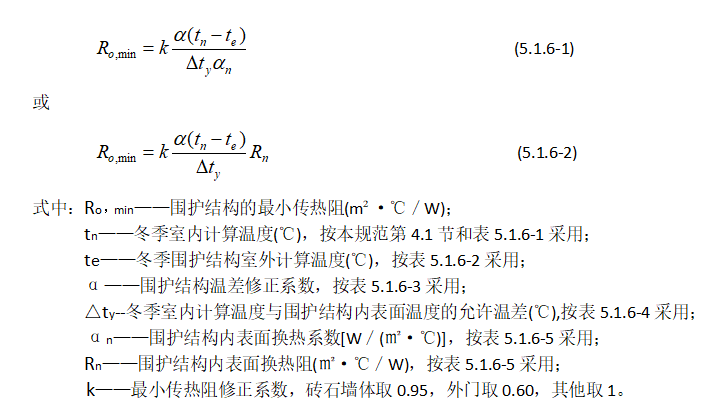 R_{o,min} = k \frac{α(t_n − t_e)}{Δt_y α_n} (5.1.6-1)
或
R_{o,min} = k \frac{α(t_n − t_e)}{Δt_y} R_n (5.1.6-2)
式中：Ro，min——围护结构的最小传热阻(m²·℃／W)；
tn——冬季室内计算温度(℃)，按本规范第 4.1 节和表 5.1.6-1 采用；
te——冬季围护结构室外计算温度(℃)，按表 5.1.6-2 采用；
α——围护结构温差修正系数，按表 5.1.6-3 采用；
△ty--冬季室内计算温度与围护结构内表面温度的允许温差(℃),按表 5.1.6-4 采用；
αn——围护结构内表面换热系数[W／(㎡·℃)]，按表 5.1.6-5 采用；
Rn——围护结构内表面换热阻(㎡·℃／W)，按表 5.1.6-5 采用；
k——最小传热阻修正系数，砖石墙体取 0.95，外门取 0.60，其他取 1。